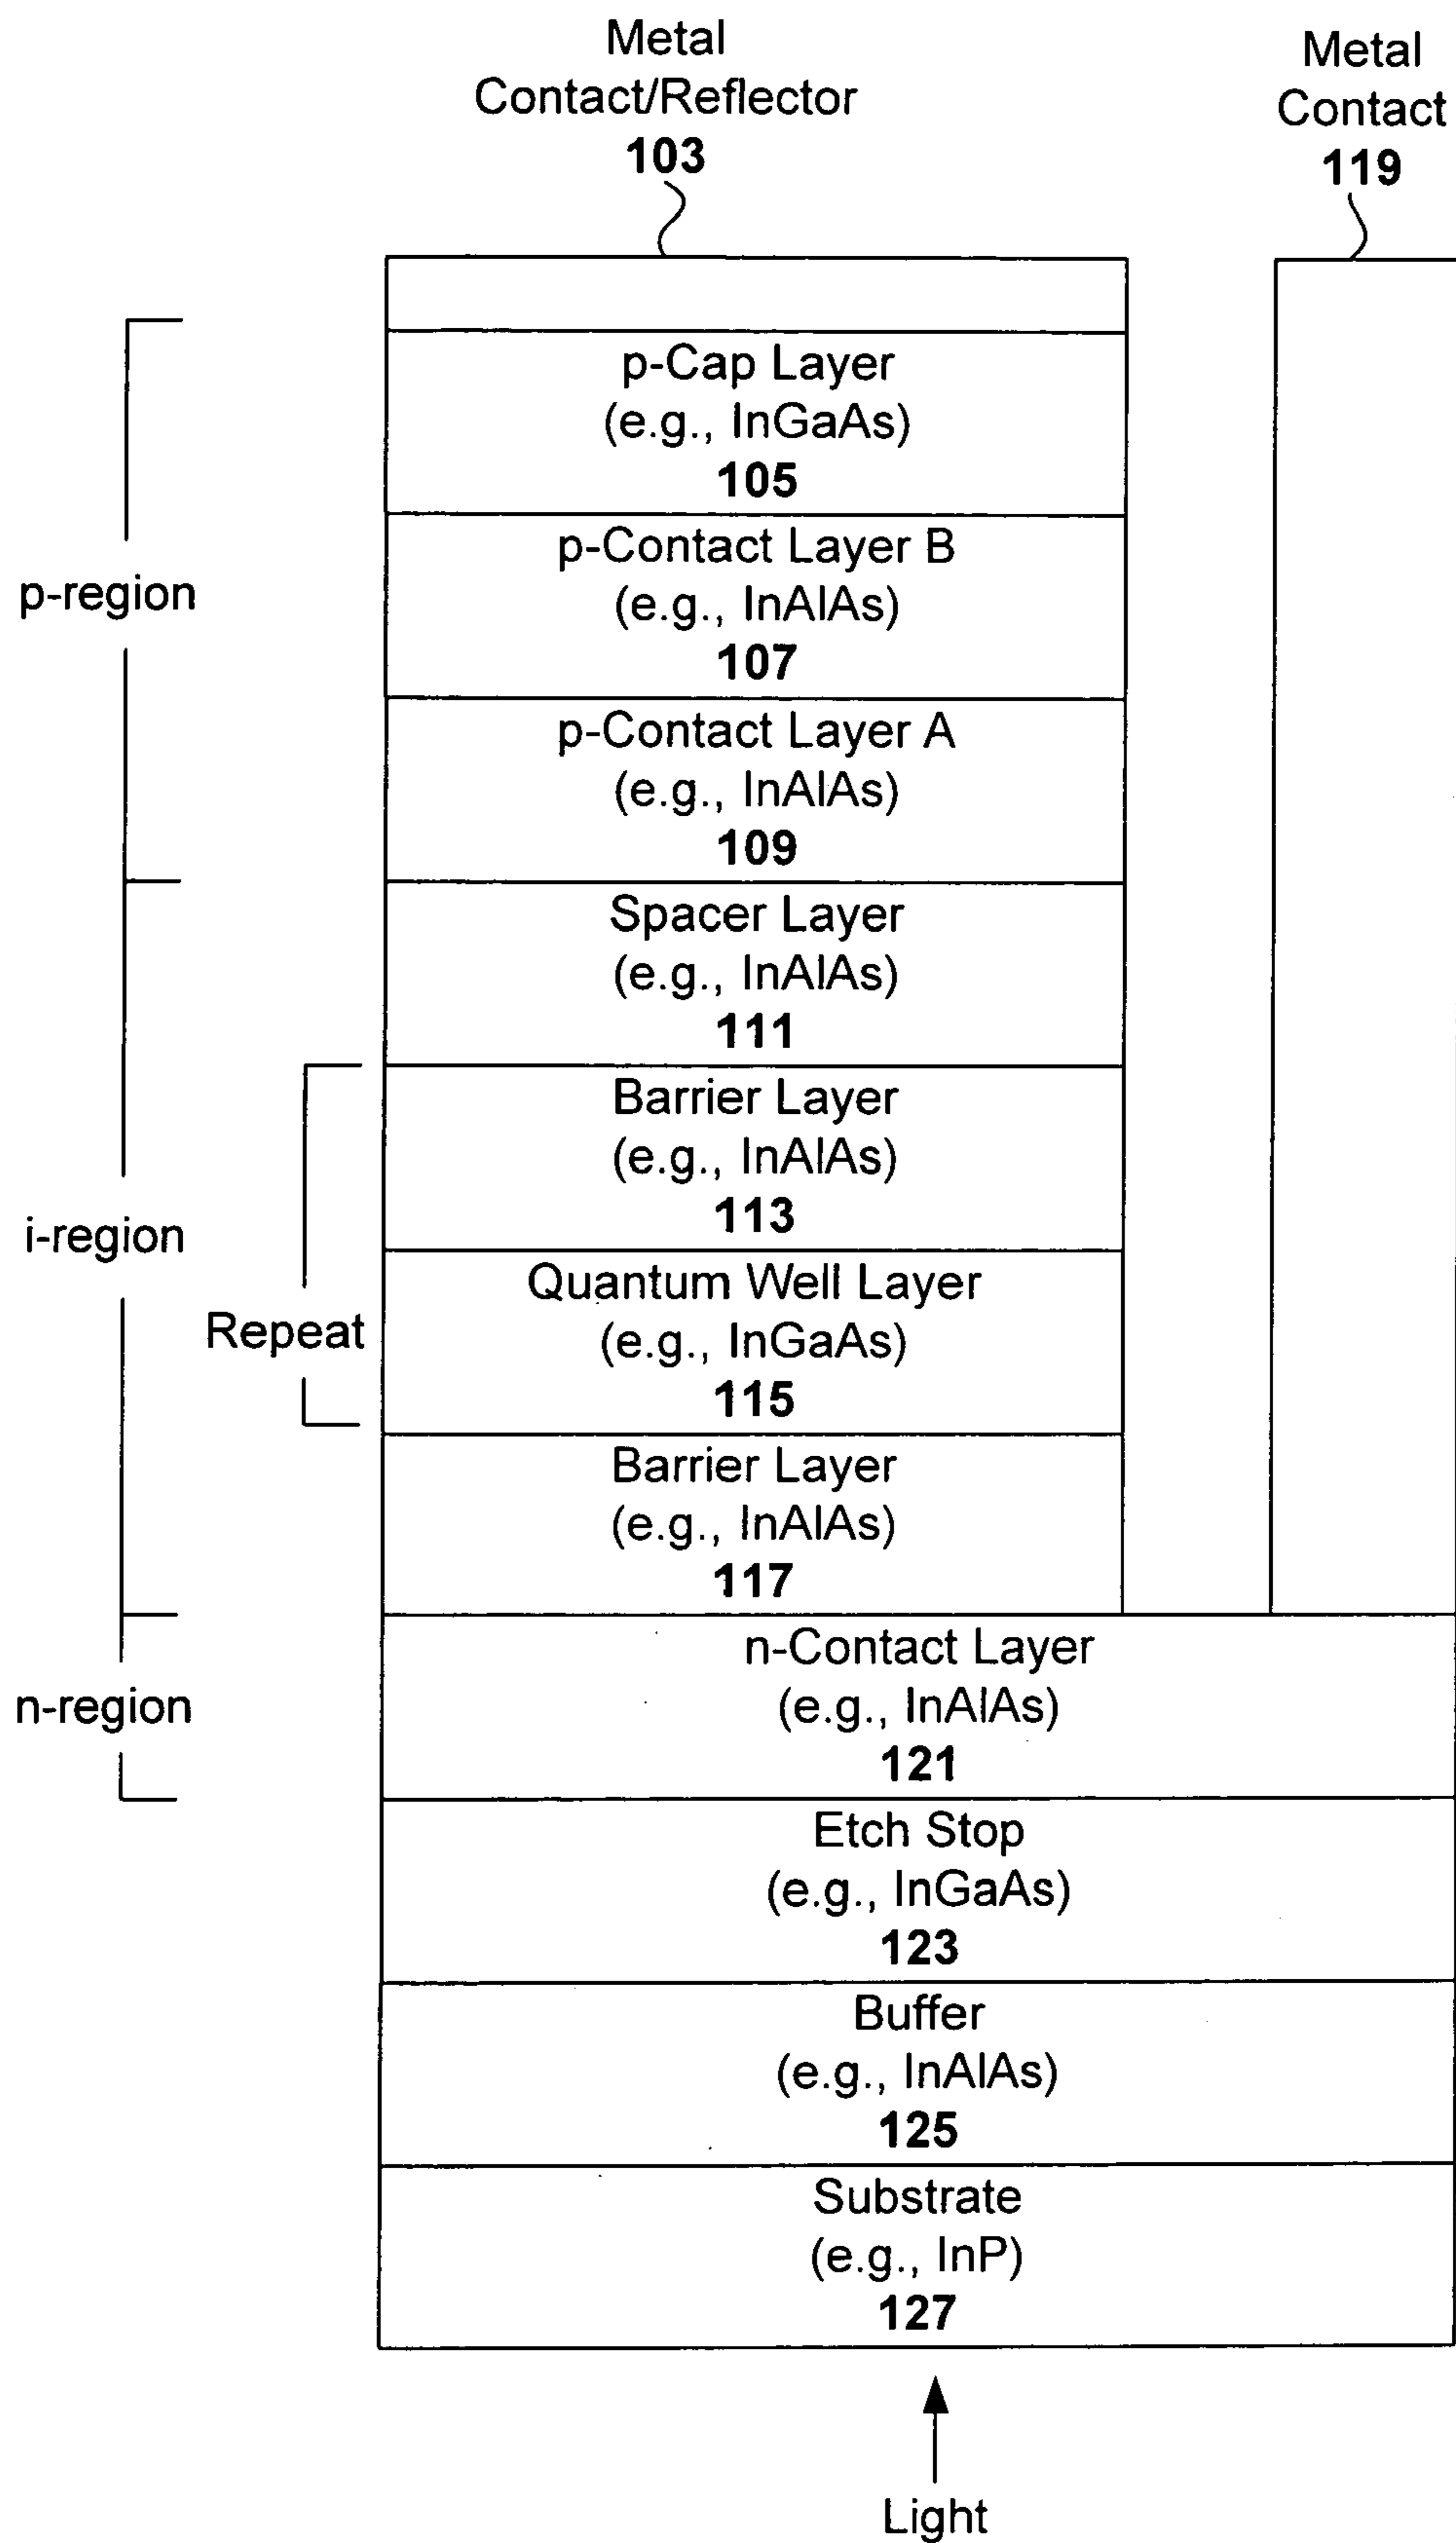 Metal
Contact/Reflector
103
Metal
Contact
119
p-Cap Layer
(e.g., InGaAs)
105
p-Contact Layer B
(e.g., InAlAs)
107
p-region
p-Contact Layer A
(e.g., InAlAs)
109
Spacer Layer
(e.g., InAlAs)
111
Barrier Layer
(e.g., InAlAs)
113
i-region
Quantum Well Layer
(e.g., InGaAs)
115
Repeat
Barrier Layer
(e.g., InAlAs)
117
n-Contact Layer
(e.g., InAlAs)
121
n-region
Etch Stop
(e.g., InGaAs)
123
Buffer
(e.g., InAlAs)
125
Substrate
(e.g., InP)
127
Light